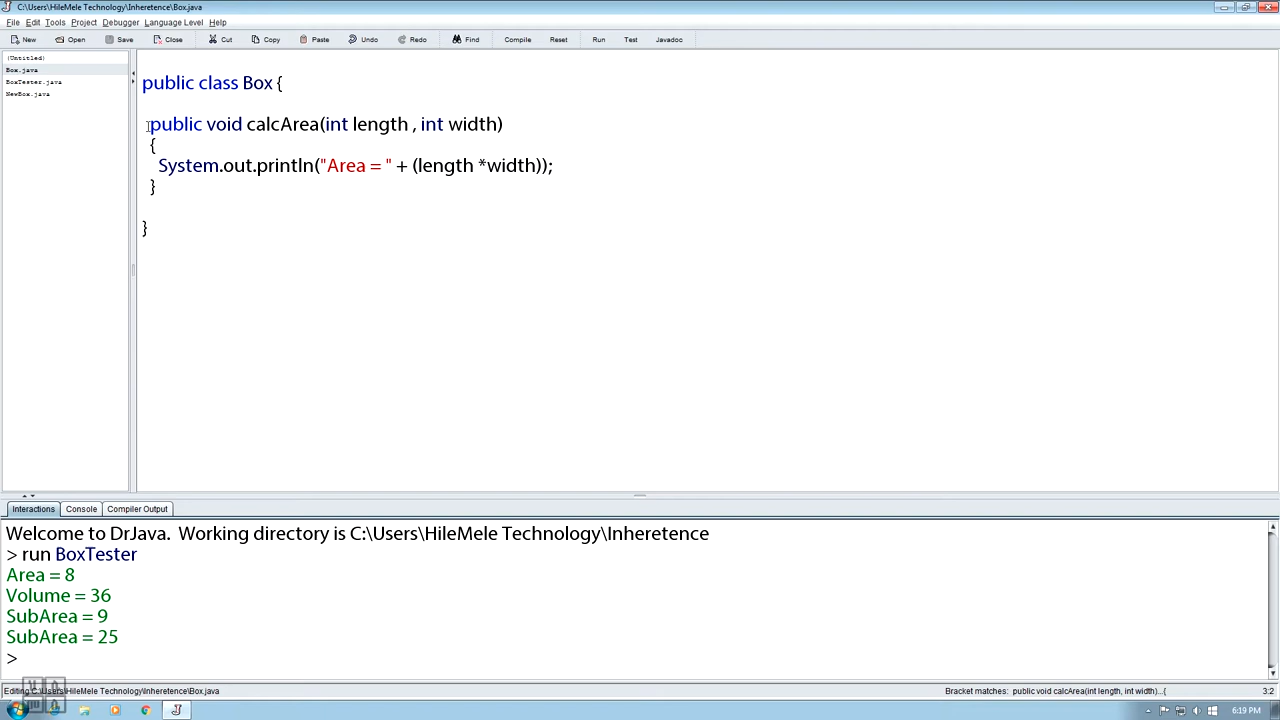 C:\Users\HileMele Technology\Inheretence\Box.java
File Edit Tools Project Debugger Language Level Help
New Open Save Close Cut Copy Paste Undo Redo Find Compile Reset Run Test Javadoc
(Untitled)
Box.java
BoxTester.java
NewBox.java
public class Box {
public void calcArea(int length , int width)
{
System.out.println("Area = " + (length *width));
}
}
Interactions Console Compiler Output
Welcome to DrJava. Working directory is C:\Users\HileMele Technology\Inheretence
> run BoxTester
Area = 8
Volume = 36
SubArea = 9
SubArea = 25
>
Editing C:\Users\HileMele Technology\Inheretence\Box.java
Bracket matches: public void calcArea(int length, int width)...{
3:2
6:19 PM